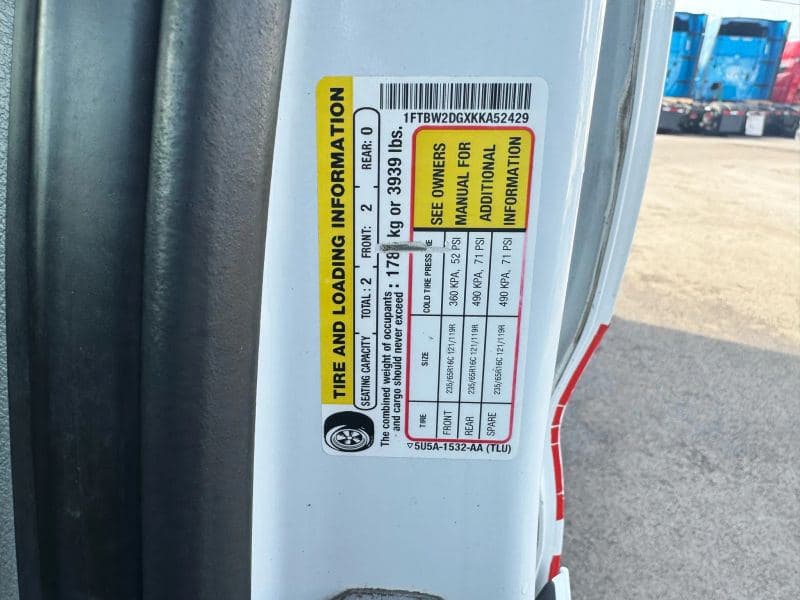 1FTBW2DGXKKA52429
TIRE AND LOADING INFORMATION
SEATING CAPACITY TOTAL: 2 FRONT: 2 REAR: 0
The combined weight of occupants
and cargo should never exceed : kg or 3939 lbs.
TIRE SIZE COLD TIRE PRESSURE
FRONT 235/65R16C 121/119R 360 KPA, 52 PSI
REAR 235/65R16C 121/119R 490 KPA, 71 PSI
SPARE 235/65R16C 121/119R 490 KPA, 71 PSI
SEE OWNERS
MANUAL FOR
ADDITIONAL
INFORMATION
▽5U5A-1532-AA (TLU)